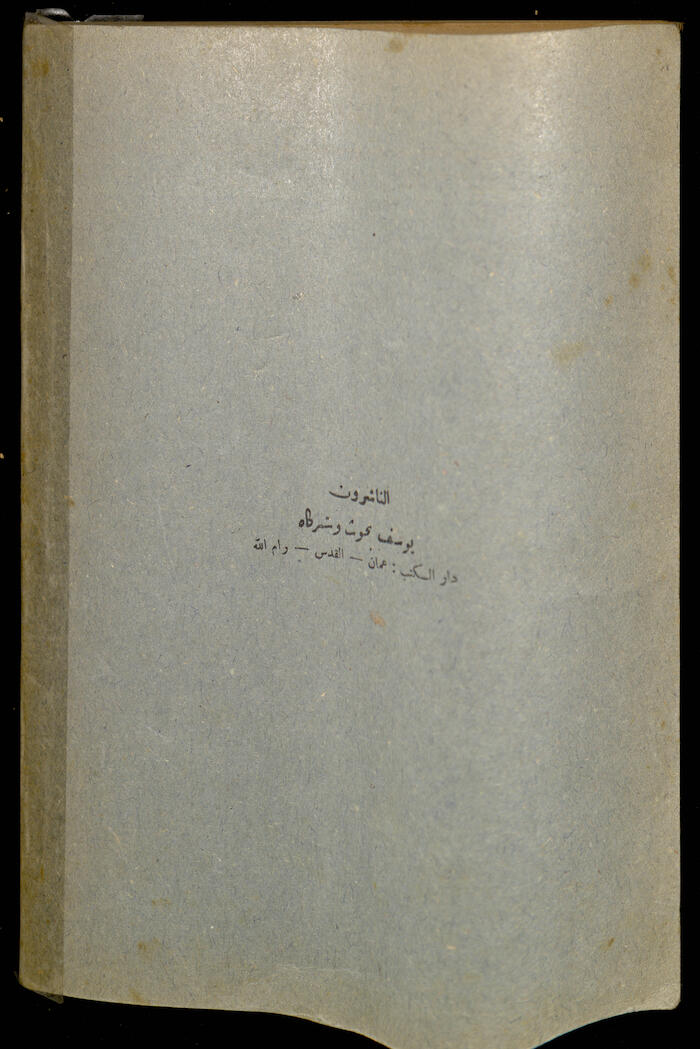 الناشرون
يوسف بحوث وشركاه
دار الكتب : عمان — القدس — رام الله